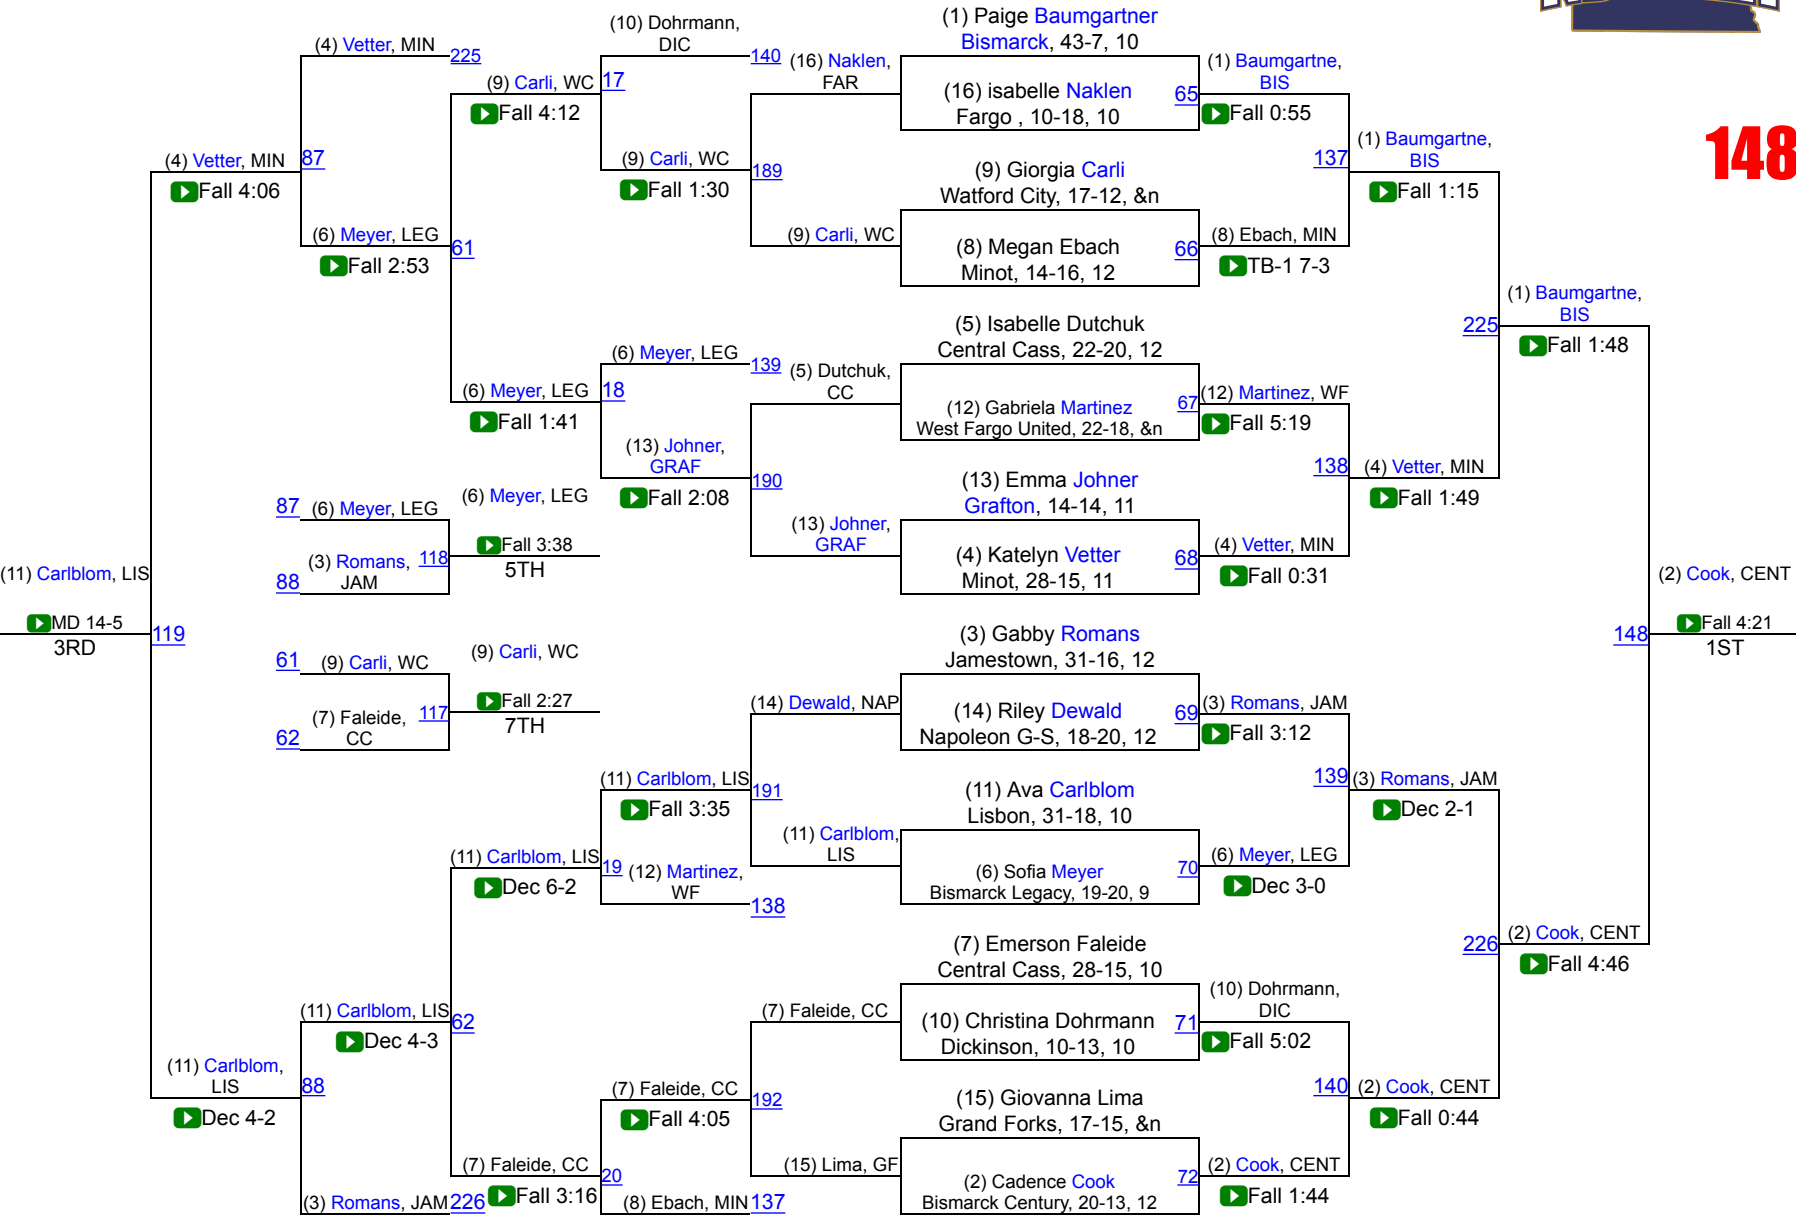 (1) Paige Baumgartner
Bismarck, 43-7, 10
(16) isabelle Naklen
Fargo , 10-18, 10
65
(9) Giorgia Carli
Watford City, 17-12, &n
(8) Megan Ebach
Minot, 14-16, 12
66
(5) Isabelle Dutchuk
Central Cass, 22-20, 12
(12) Gabriela Martinez
West Fargo United, 22-18, &n
67
(13) Emma Johner
Grafton, 14-14, 11
(4) Katelyn Vetter
Minot, 28-15, 11
68
(3) Gabby Romans
Jamestown, 31-16, 12
(14) Riley Dewald
Napoleon G-S, 18-20, 12
69
(11) Ava Carlblom
Lisbon, 31-18, 10
(6) Sofia Meyer
Bismarck Legacy, 19-20, 9
70
(7) Emerson Faleide
Central Cass, 28-15, 10
(10) Christina Dohrmann
Dickinson, 10-13, 10
71
(15) Giovanna Lima
Grand Forks, 17-15, &n
(2) Cadence Cook
Bismarck Century, 20-13, 12
72
(1) Baumgartne,
BIS
Fall 0:55
137
(8) Ebach, MIN
TB-1 7-3
(12) Martinez, WF
Fall 5:19
138
(4) Vetter, MIN
Fall 0:31
(3) Romans, JAM
Fall 3:12
139
(6) Meyer, LEG
Dec 3-0
(10) Dohrmann,
DIC
Fall 5:02
140
(2) Cook, CENT
Fall 1:44
148
(1) Baumgartne,
BIS
Fall 1:15
225
(4) Vetter, MIN
Fall 1:49
(3) Romans, JAM
Dec 2-1
226
(2) Cook, CENT
Fall 0:44
(1) Baumgartne,
BIS
Fall 1:48
148
(2) Cook, CENT
Fall 4:46
(2) Cook, CENT
Fall 4:21
1ST
(16) Naklen,
FAR
189
(9) Carli, WC
(5) Dutchuk,
CC
190
(13) Johner,
GRAF
(14) Dewald, NAP
191
(11) Carlblom,
LIS
(7) Faleide, CC
192
(15) Lima, GF
(10) Dohrmann,
DIC
140
17
(9) Carli, WC
Fall 1:30
(6) Meyer, LEG
139
18
(13) Johner,
GRAF
Fall 2:08
(11) Carlblom, LIS
Fall 3:35
19
(12) Martinez,
WF
138
(7) Faleide, CC
Fall 4:05
20
(8) Ebach, MIN
137
(9) Carli, WC
Fall 4:12
61
(6) Meyer, LEG
Fall 1:41
(11) Carlblom, LIS
Dec 6-2
62
(7) Faleide, CC
Fall 3:16
(4) Vetter, MIN
225
87
(6) Meyer, LEG
Fall 2:53
(11) Carlblom, LIS
Dec 4-3
88
(3) Romans, JAM
226
(4) Vetter, MIN
Fall 4:06
119
(11) Carlblom,
LIS
Dec 4-2
(11) Carlblom, LIS
MD 14-5
3RD
87
(6) Meyer, LEG
88
(3) Romans,
JAM
118
(6) Meyer, LEG
Fall 3:38
5TH
61
(9) Carli, WC
62
(7) Faleide,
CC
117
(9) Carli, WC
Fall 2:27
7TH